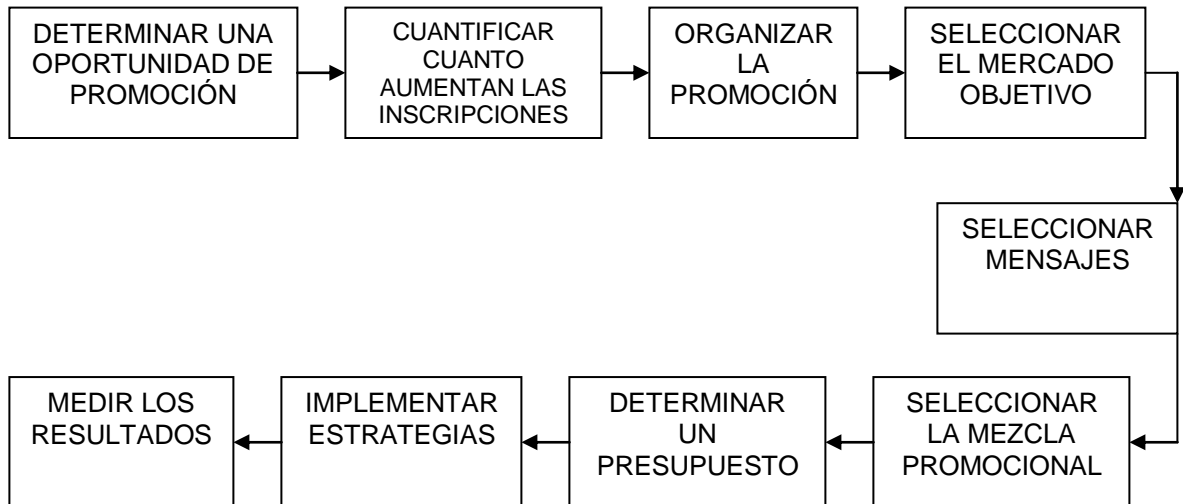 DETERMINAR UNA
OPORTUNIDAD DE
PROMOCIÓN
CUANTIFICAR
CUANTO
AUMENTAN LAS
INSCRIPCIONES
ORGANIZAR
LA
PROMOCIÓN
SELECCIONAR
EL MERCADO
OBJETIVO
SELECCIONAR
MENSAJES
SELECCIONAR
LA MEZCLA
PROMOCIONAL
DETERMINAR
UN
PRESUPUESTO
IMPLEMENTAR
ESTRATEGIAS
MEDIR LOS
RESULTADOS